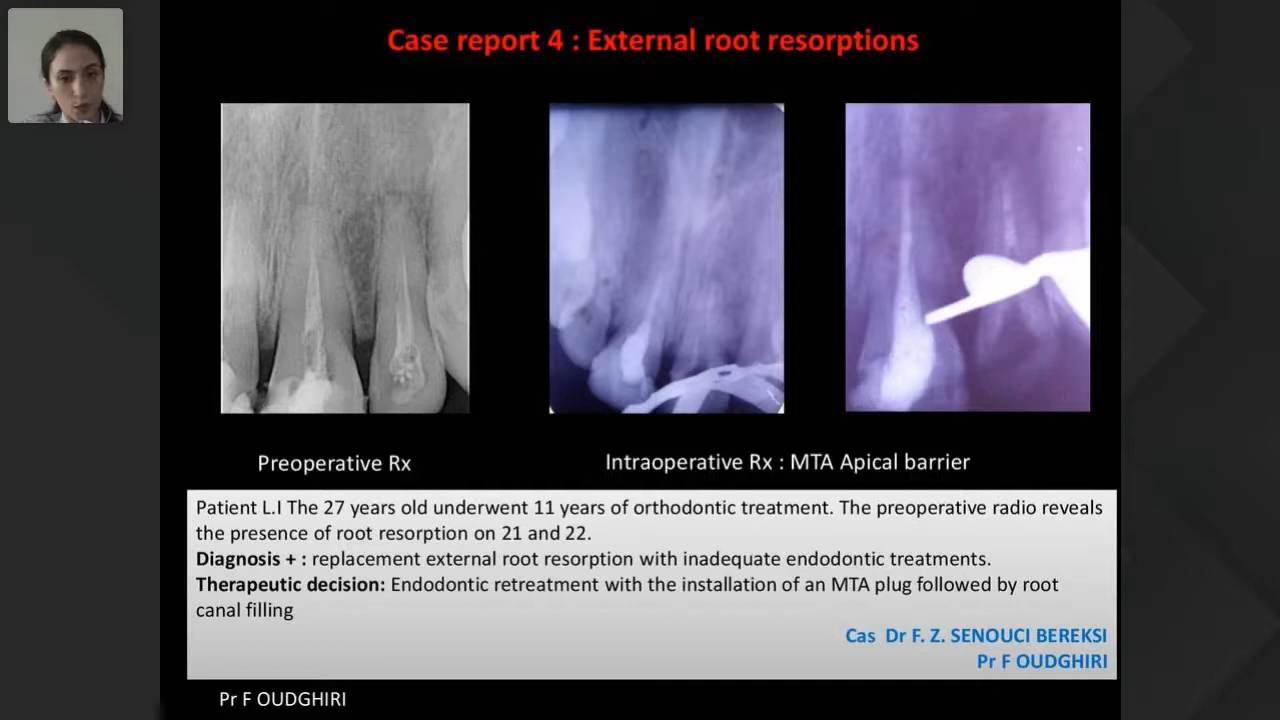 Case report 4 : External root resorptions
Preoperative Rx
Intraoperative Rx : MTA Apical barrier
Patient L.I The 27 years old underwent 11 years of orthodontic treatment. The preoperative radio reveals
the presence of root resorption on 21 and 22.
Diagnosis + : replacement external root resorption with inadequate endodontic treatments.
Therapeutic decision: Endodontic retreatment with the installation of an MTA plug followed by root
canal filling
Cas Dr F. Z. SENOUCI BEREKSI
Pr F OUDGHIRI
Pr F OUDGHIRI